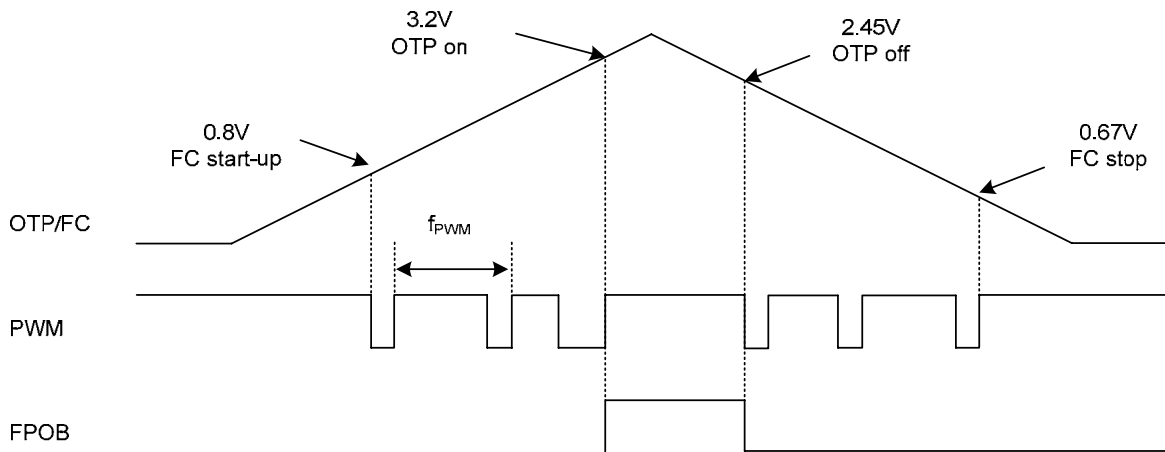 3.2V
OTP on
2.45V
OTP off
0.8V
FC start-up
0.67V
FC stop
OTP/FC
fPWM
PWM
FPOB